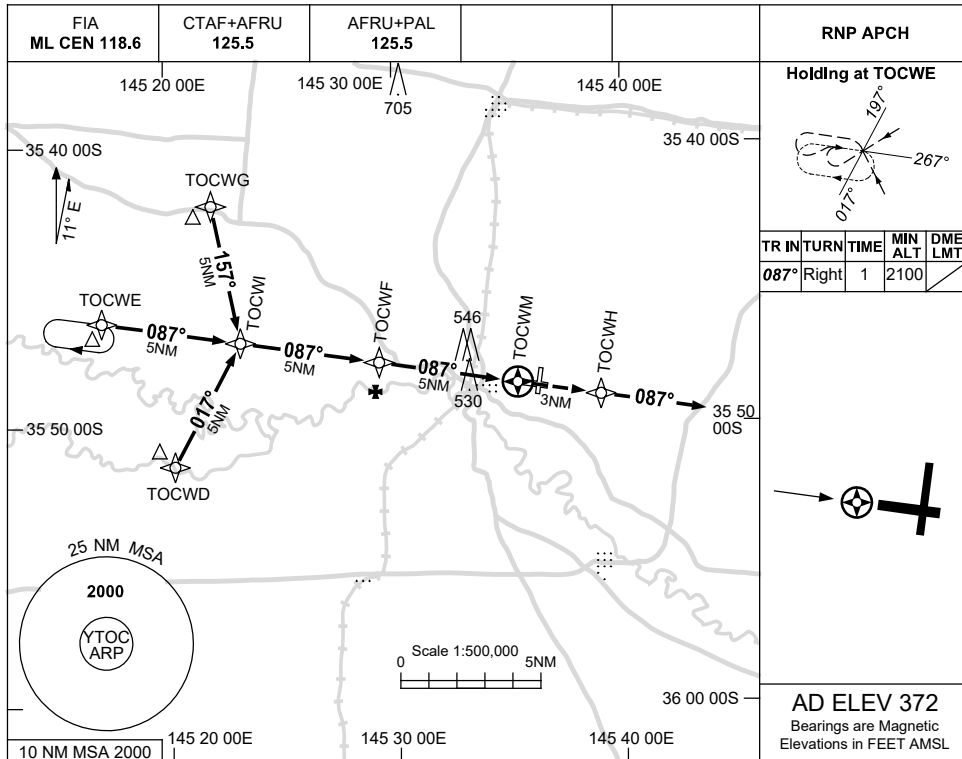 FIA
ML CEN 118.6
CTAF+AFRU
125.5
AFRU+PAL
125.5
RNP APCH
145 20 00E
145 30 00E
145 40 00E
705
35 40 00S
35 40 00S
11° E
TOCWG
157°
5NM
TOCWE
087°
5NM
TOCWI
087°
5NM
TOCWF
087°
5NM
546
530
TOCWM
3NM
TOCWH
087°
35 50 00S
35 50
00S
017°
5NM
TOCWD
25 NM MSA
2000
YTOC
ARP
Scale 1:500,000
0
5NM
36 00 00S
10 NM MSA 2000
145 20 00E
145 30 00E
145 40 00E
Holding at TOCWE
197°
267°
017°
TR IN TURN TIME MIN ALT DME LMT
087° Right 1 2100
AD ELEV 372
Bearings are Magnetic
Elevations in FEET AMSL